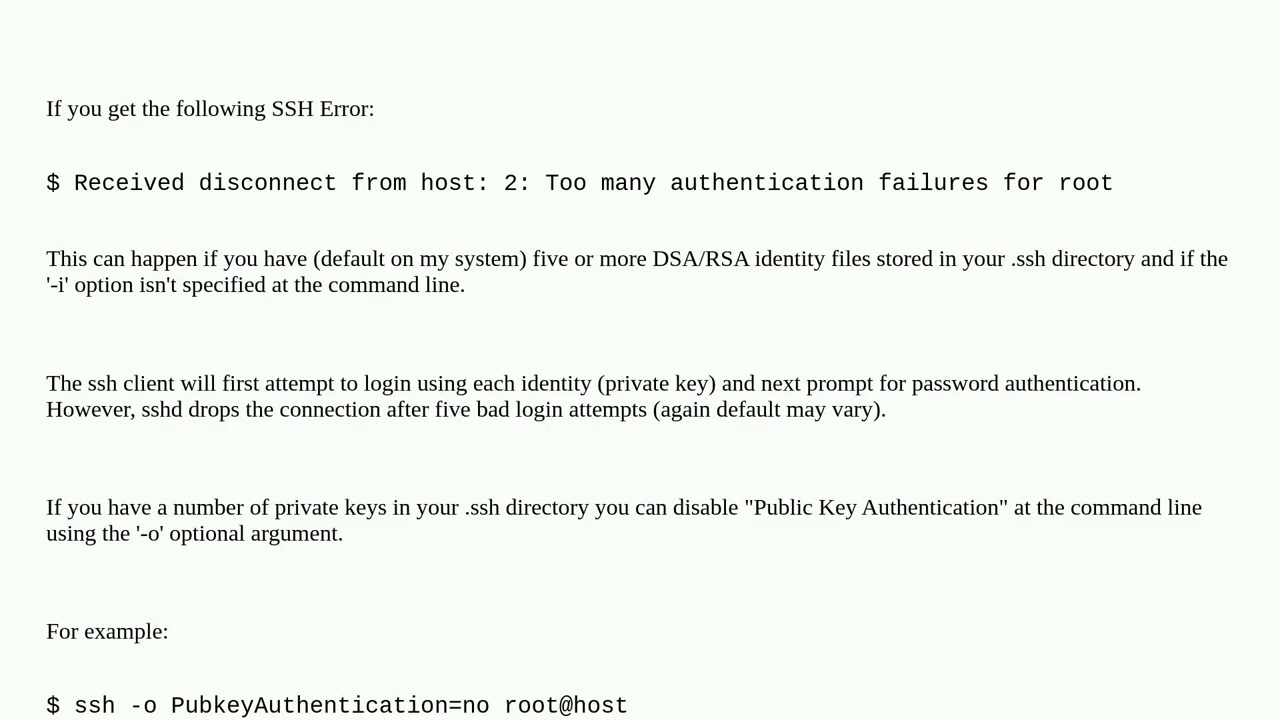 If you get the following SSH Error:
$ Received disconnect from host: 2: Too many authentication failures for root
This can happen if you have (default on my system) five or more DSA/RSA identity files stored in your .ssh directory and if the
'-i' option isn't specified at the command line.
The ssh client will first attempt to login using each identity (private key) and next prompt for password authentication.
However, sshd drops the connection after five bad login attempts (again default may vary).
If you have a number of private keys in your .ssh directory you can disable "Public Key Authentication" at the command line
using the '-o' optional argument.
For example:
$ ssh -o PubkeyAuthentication=no root@host